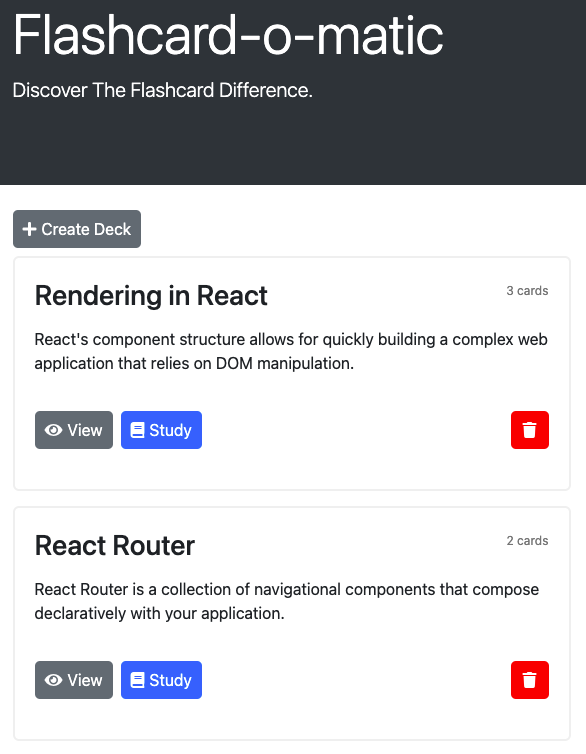 Flashcard-o-matic
Discover The Flashcard Difference.
Create Deck
Rendering in React
3 cards
React's component structure allows for quickly building a complex web
application that relies on DOM manipulation.
View
Study
React Router
2 cards
React Router is a collection of navigational components that compose
declaratively with your application.
View
Study